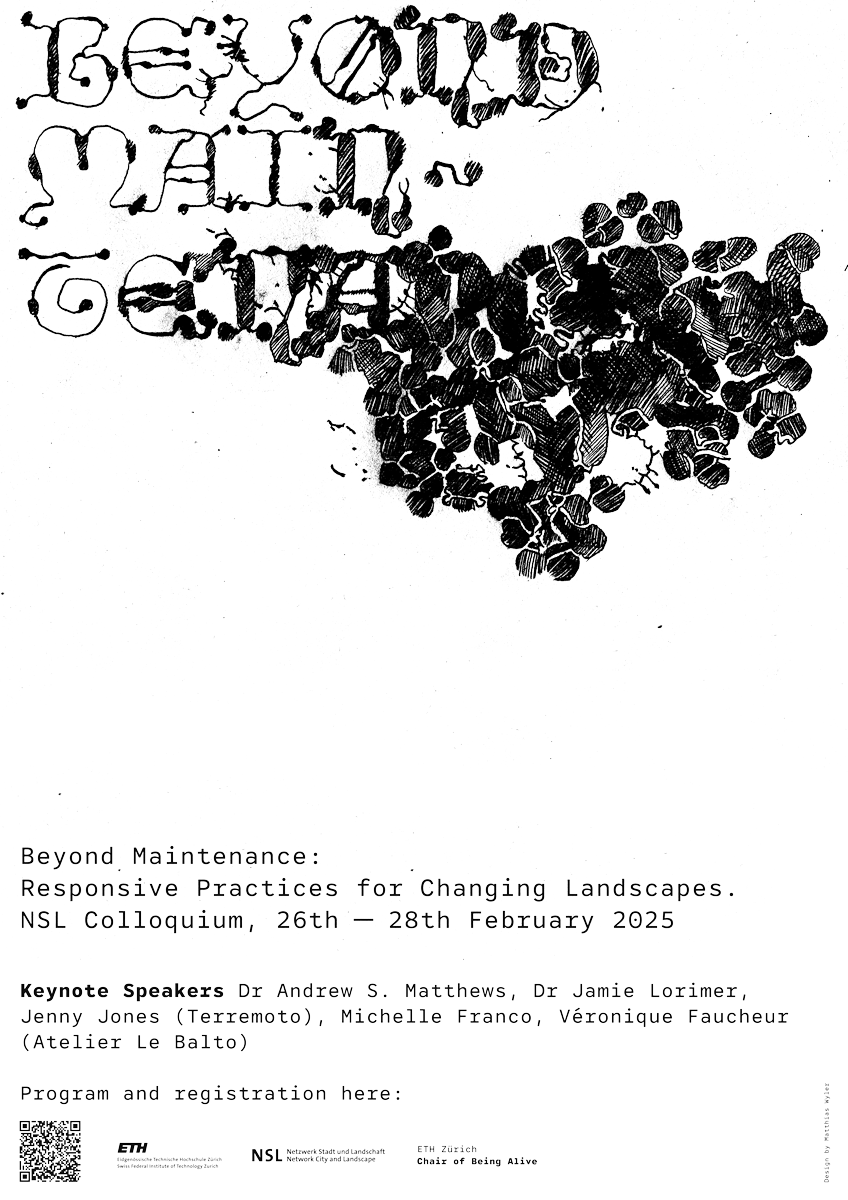 BEYOND
MAIN-
TENANCE
Beyond Maintenance:
Responsive Practices for Changing Landscapes.
NSL Colloquium, 26th — 28th February 2025
Keynote Speakers Dr Andrew S. Matthews, Dr Jamie Lorimer,
Jenny Jones (Terremoto), Michelle Franco, Véronique Faucheur
(Atelier Le Balto)
Program and registration here:
ETH
Eidgenössische Technische Hochschule Zürich
Swiss Federal Institute of Technology Zurich
NSL Netzwerk Stadt und Landschaft
Network City and Landscape
ETH Zürich
Chair of Being Alive
Design by Matthias Wyler